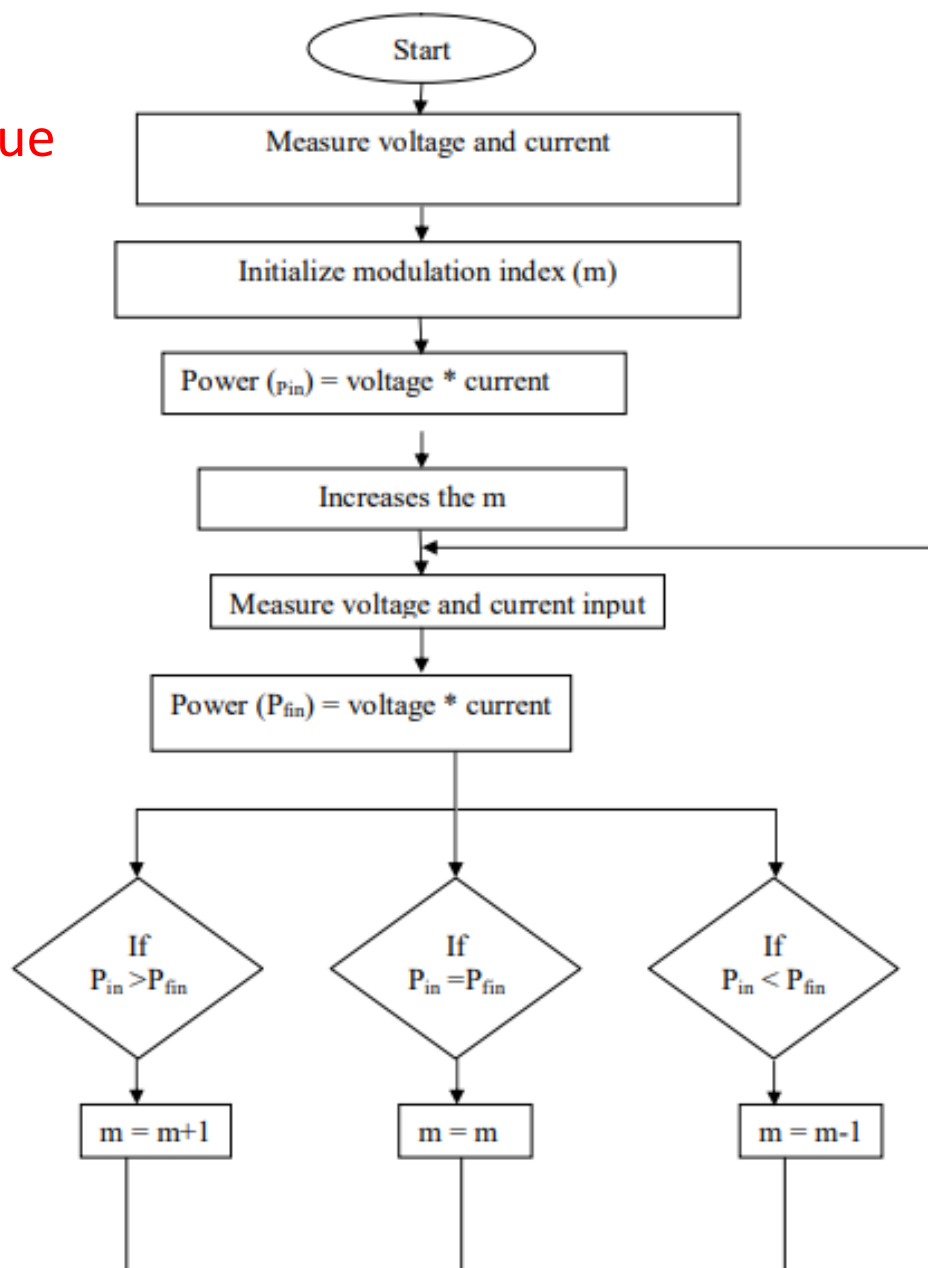 Start
ue
Measure voltage and current
Initialize modulation index (m)
Power (Pin) = voltage * current
Increases the m
Measure voltage and current input
Power (Pfin) = voltage * current
If
Pin >Pfin
If
Pin =Pfin
If
Pin < Pfin
m = m+1
m = m
m = m-1